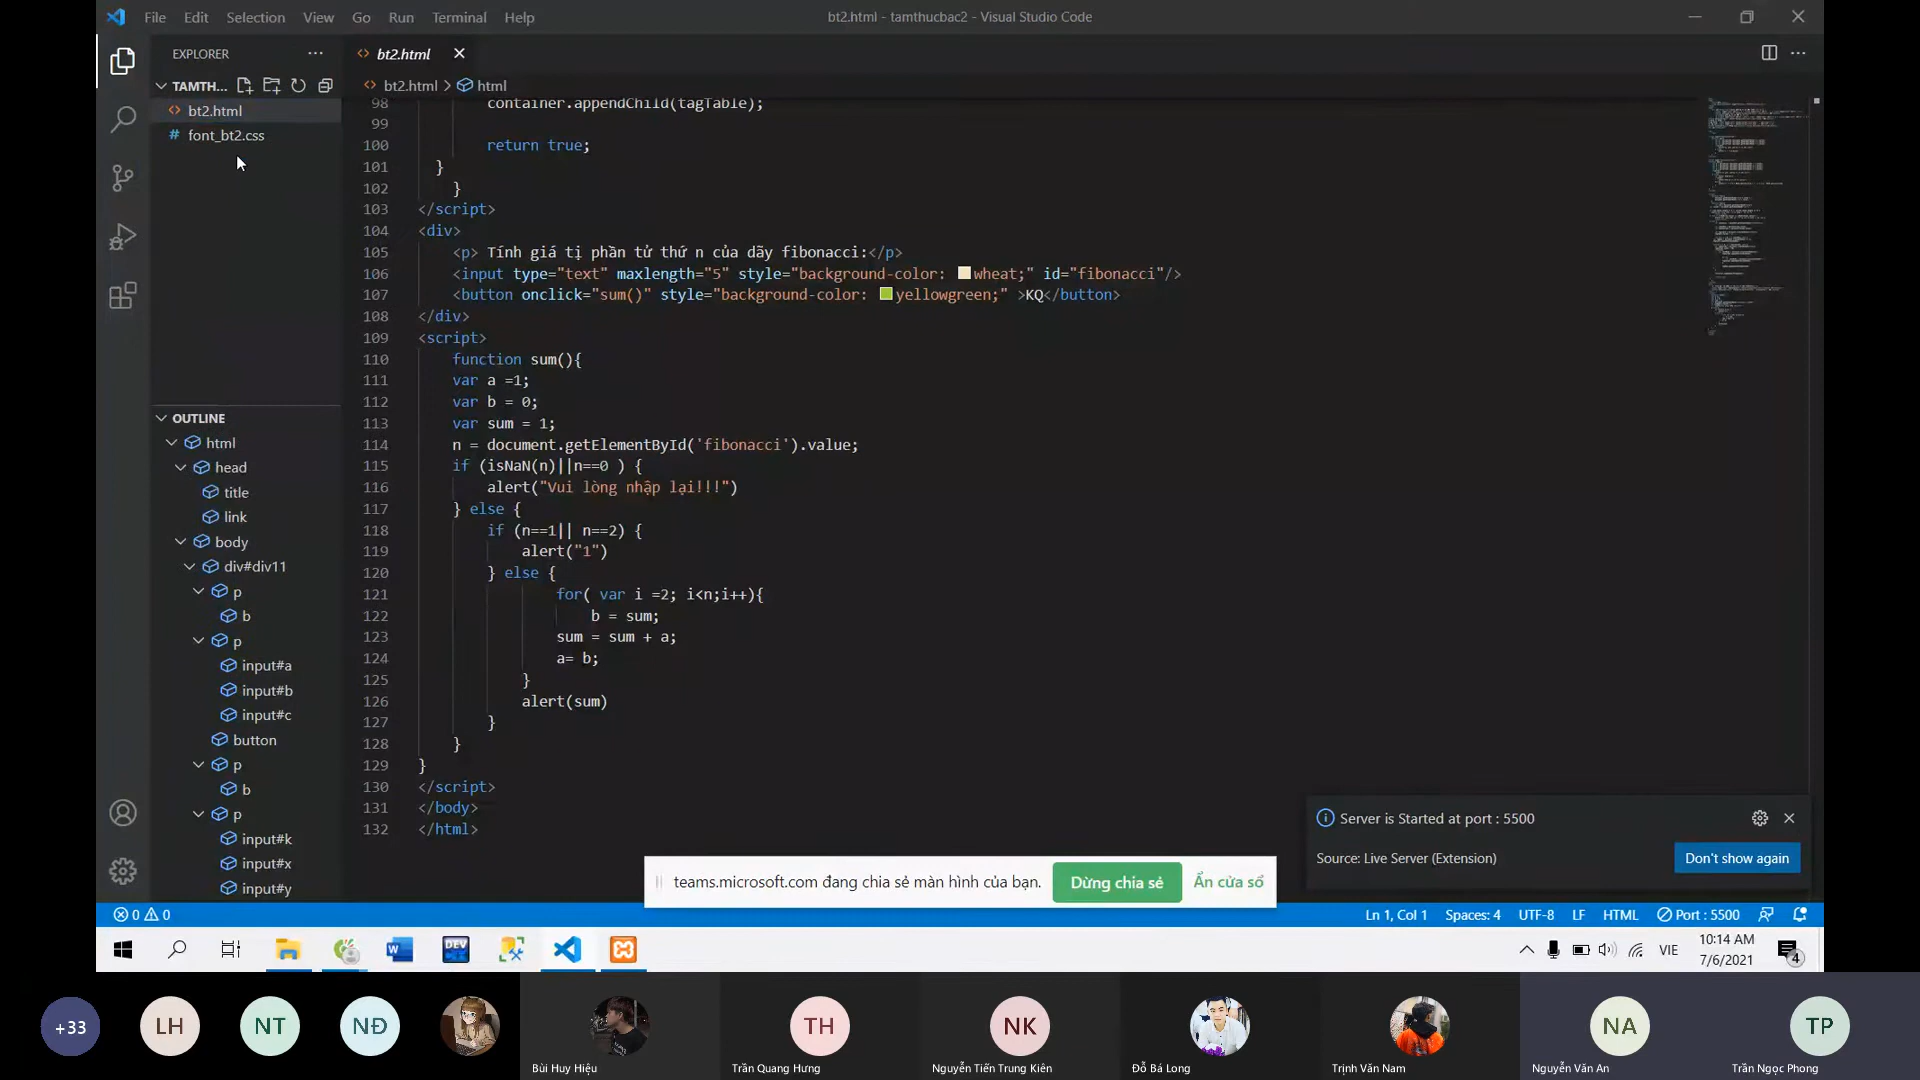 File Edit Selection View Go Run Terminal Help
bt2.html - tamthucbac2 - Visual Studio Code
EXPLORER
bt2.html
TAMTH...
bt2.html > html
bt2.html
# font_bt2.css
OUTLINE
html
head
title
link
body
div#div11
p
b
p
input#a
input#b
input#c
button
p
b
p
input#k
input#x
input#y
98 container.appendChild(tagTable);
99
100 return true;
101 }
102 }
103 </script>
104 <div>
105 <p> Tính giá tị phần tử thứ n của dãy fibonacci:</p>
106 <input type="text" maxlength="5" style="background-color: wheat;" id="fibonacci"/>
107 <button onclick="sum()" style="background-color: yellowgreen;" >KQ</button>
108 </div>
109 <script>
110 function sum(){
111 var a =1;
112 var b = 0;
113 var sum = 1;
114 n = document.getElementById('fibonacci').value;
115 if (isNaN(n)||n==0 ) {
116 alert("Vui lòng nhập lại!!!")
117 } else {
118 if (n==1|| n==2) {
119 alert("1")
120 } else {
121 for( var i =2; i<n;i++){
122 b = sum;
123 sum = sum + a;
124 a= b;
125 }
126 alert(sum)
127 }
128 }
129 }
130 </script>
131 </body>
132 </html>
Server is Started at port : 5500
Source: Live Server (Extension)
Don't show again
teams.microsoft.com đang chia sẻ màn hình của bạn.
Dừng chia sẻ
Ẩn cửa sổ
0 0
Ln 1, Col 1 Spaces: 4 UTF-8 LF HTML Port : 5500
W
DEV
VIE
10:14 AM
7/6/2021
4
+33
LH
NT
NĐ
Bùi Huy Hiệu
TH
Trần Quang Hưng
NK
Nguyễn Tiến Trung Kiên
Đỗ Bá Long
Trịnh Văn Nam
NA
Nguyễn Văn An
TP
Trần Ngọc Phong